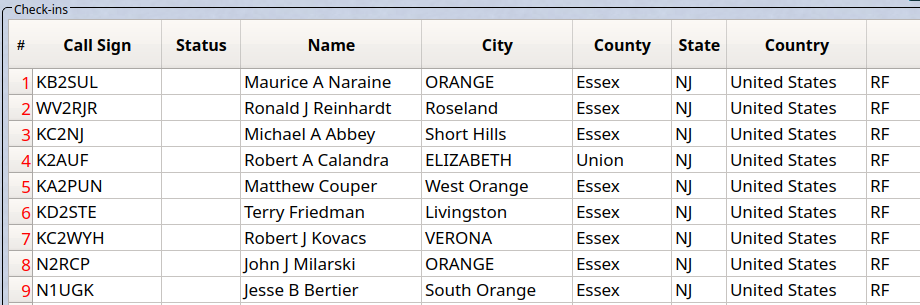 Check-ins
# Call Sign Status Name City County State Country
1 KB2SUL Maurice A Naraine ORANGE Essex NJ United States RF
2 WV2RJR Ronald J Reinhardt Roseland Essex NJ United States RF
3 KC2NJ Michael A Abbey Short Hills Essex NJ United States RF
4 K2AUF Robert A Calandra ELIZABETH Union NJ United States RF
5 KA2PUN Matthew Couper West Orange Essex NJ United States RF
6 KD2STE Terry Friedman Livingston Essex NJ United States RF
7 KC2WYH Robert J Kovacs VERONA Essex NJ United States RF
8 N2RCP John J Milarski ORANGE Essex NJ United States RF
9 N1UGK Jesse B Bertier South Orange Essex NJ United States RF